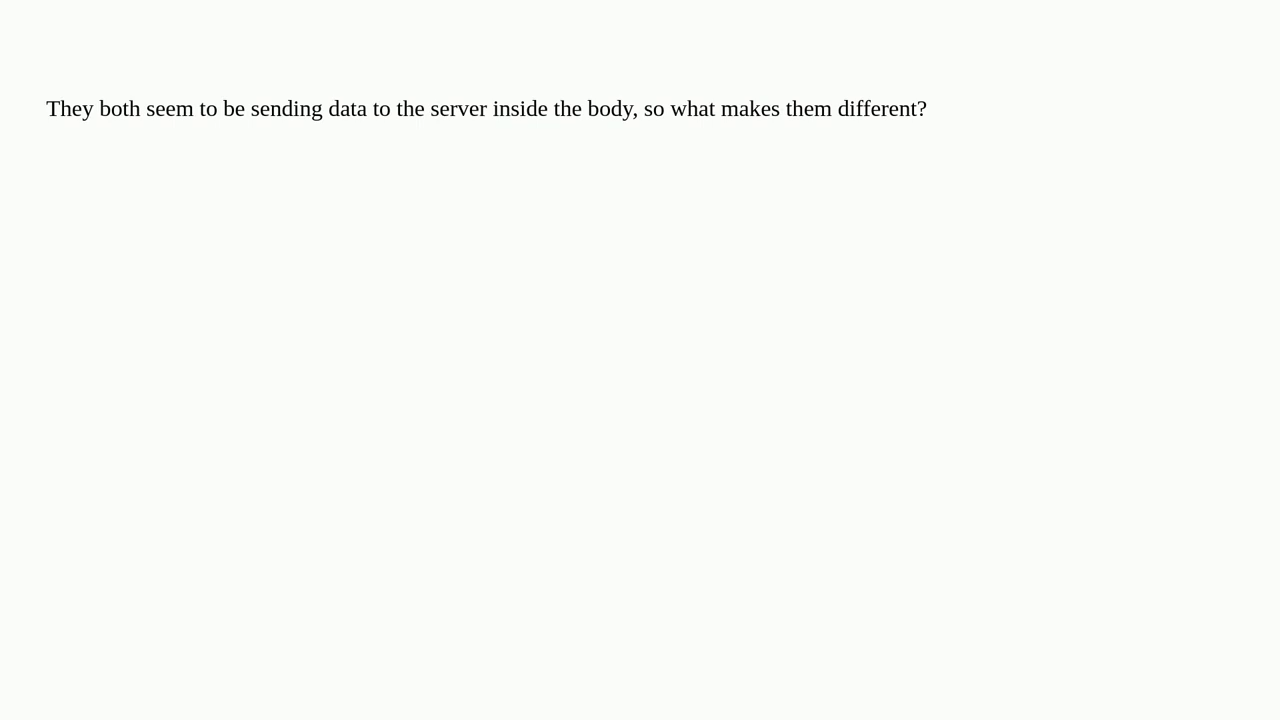 They both seem to be sending data to the server inside the body, so what makes them different?